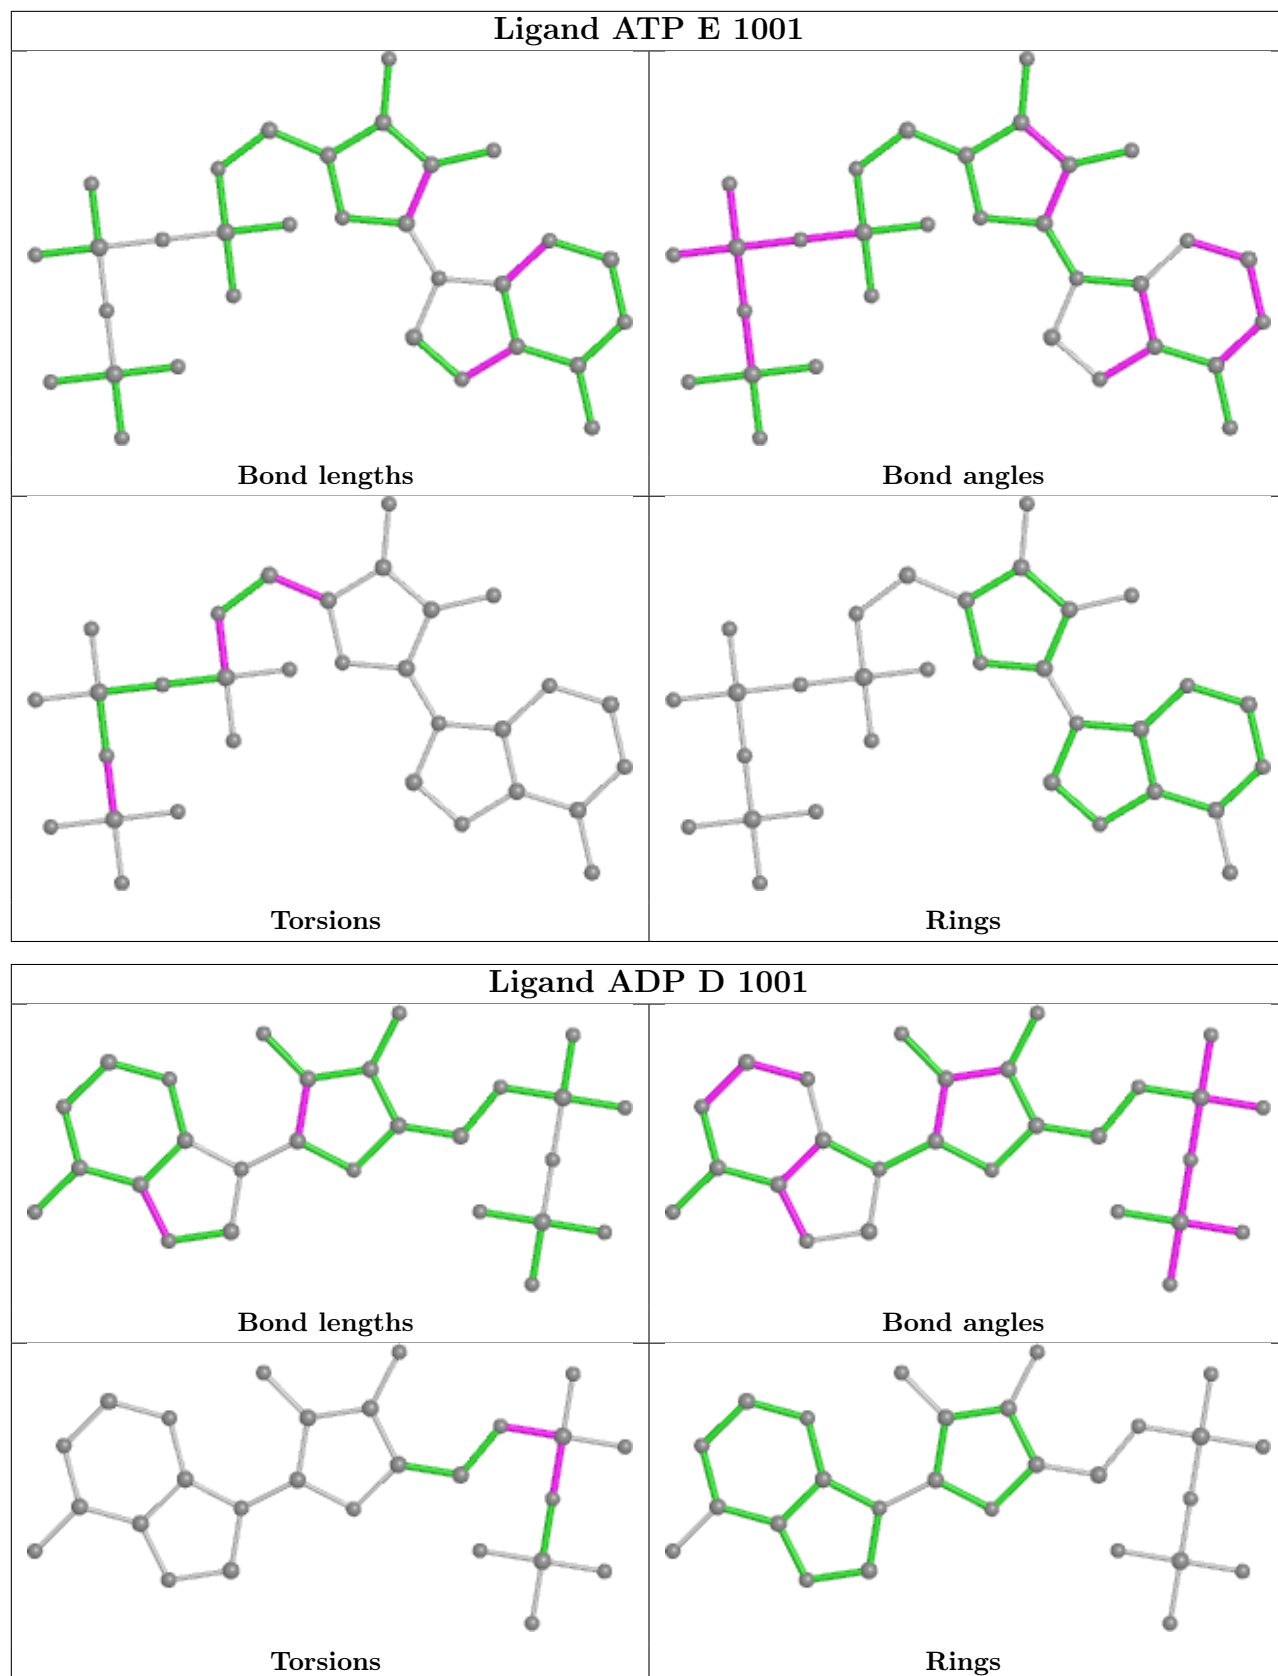 Ligand ATP E 1001
Bond lengths
Bond angles
Torsions
Rings
Ligand ADP D 1001
Bond lengths
Bond angles
Torsions
Rings